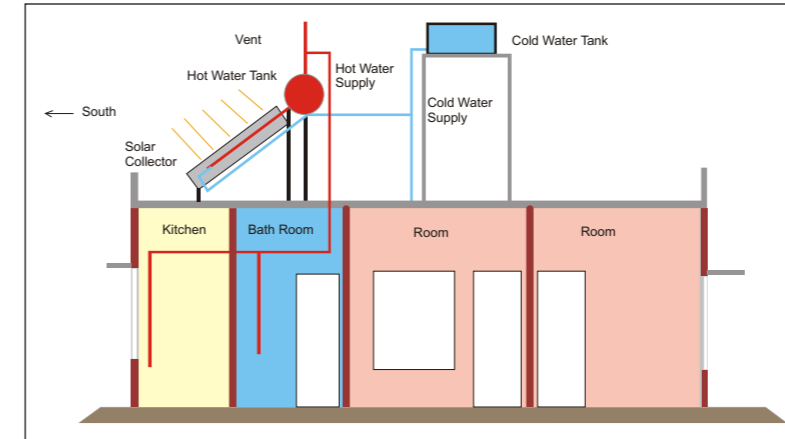 Vent
Cold Water Tank
Hot Water Tank
Hot Water
Supply
Cold Water
Supply
South
Solar
Collector
Kitchen
Bath Room
Room
Room